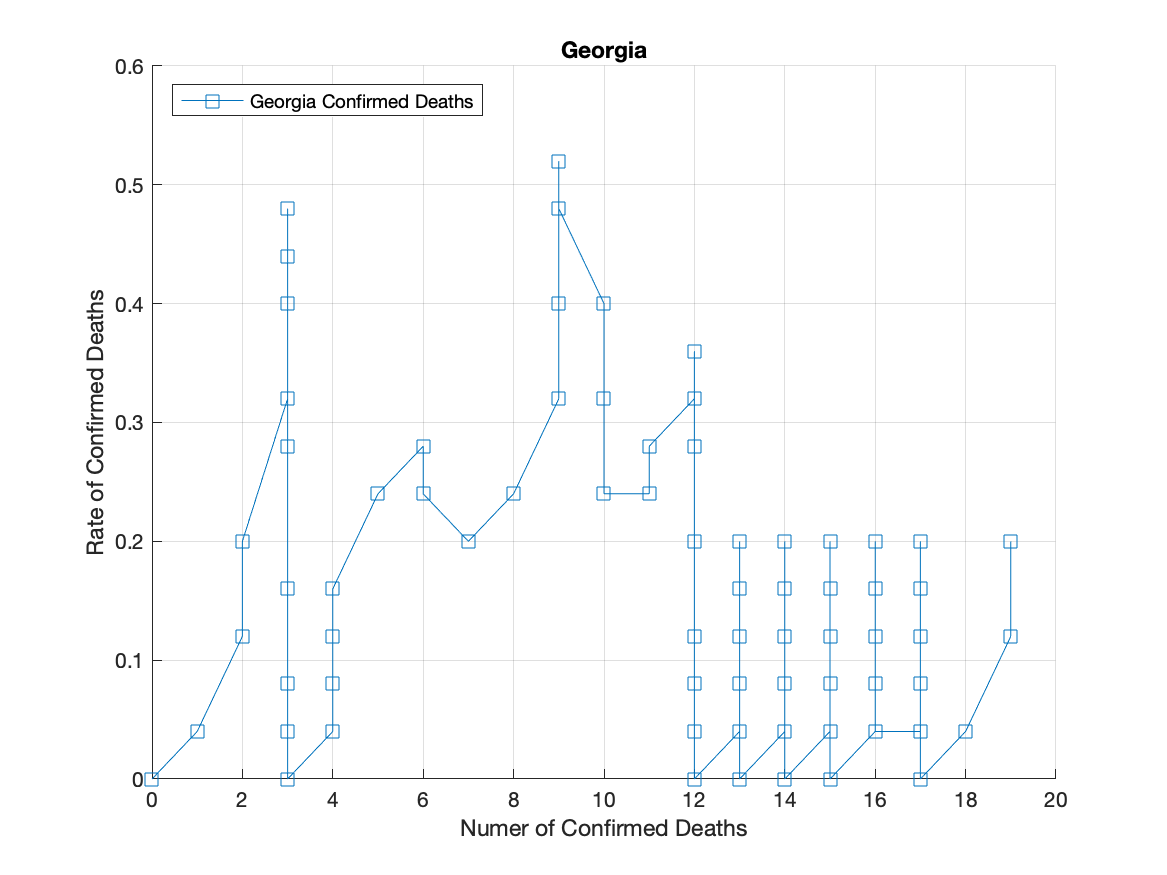 Georgia
Georgia Confirmed Deaths
0.6
0.5
0.4
0.3
0.2
0.1
0
Rate of Confirmed Deaths
0 2 4 6 8 10 12 14 16 18 20
Numer of Confirmed Deaths